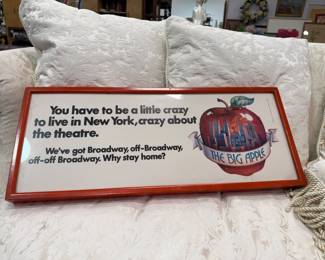 You have to be a little crazy
to live in New York, crazy about
the theatre.
We've got Broadway, off-Broadway,
off-off Broadway. Why stay home?
THE BIG APPLE